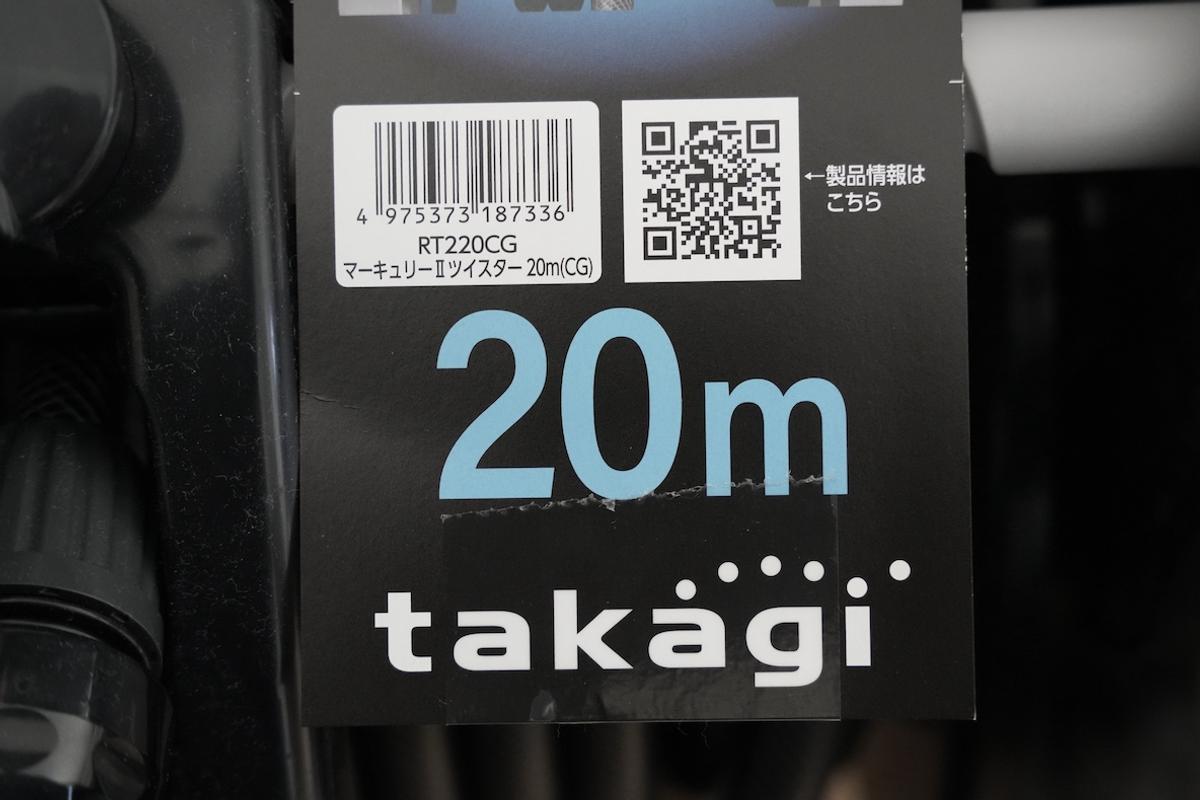 4 975373 187336
RT220CG
マーキュリーⅡツイスター 20m(CG)
←製品情報は
こちら
20m
takagi